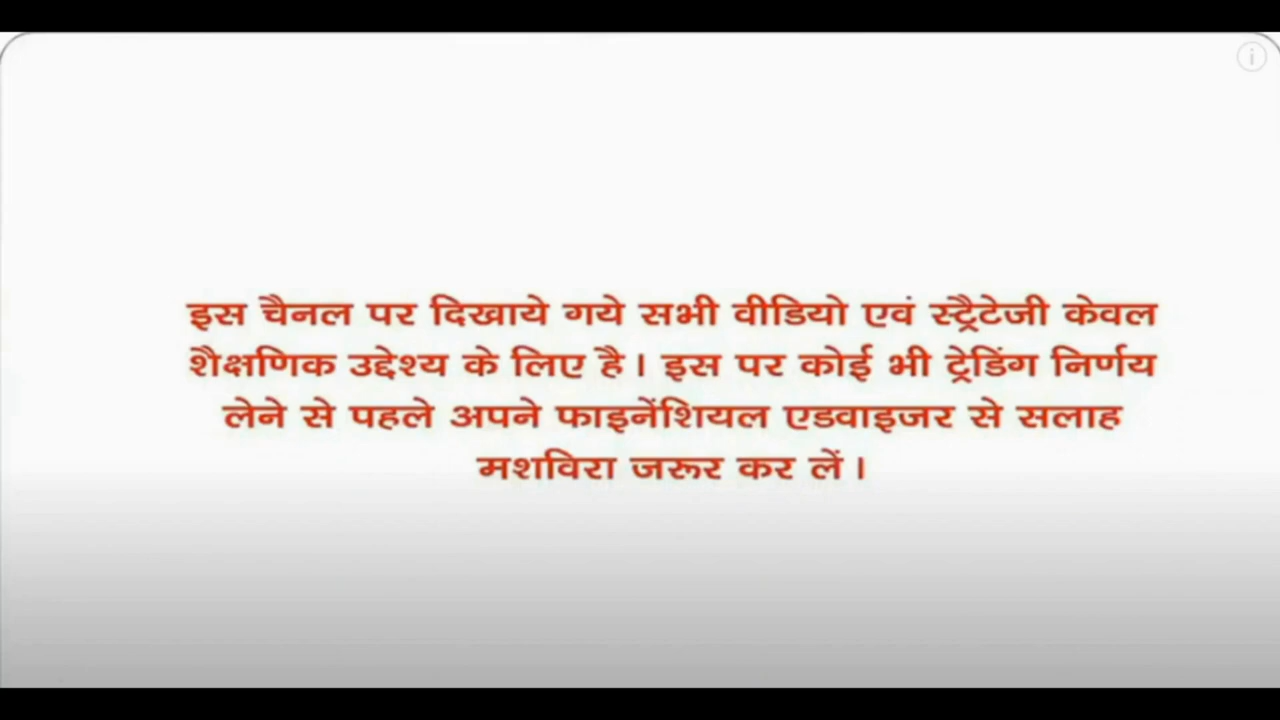 इस चैनल पर दिखाये गये सभी वीडियो एवं स्ट्रैटेजी केवल
शैक्षणिक उद्देश्य के लिए है। इस पर कोई भी ट्रेडिंग निर्णय
लेने से पहले अपने फाइनेंशियल एडवाइजर से सलाह
मशविरा जरूर कर लें।